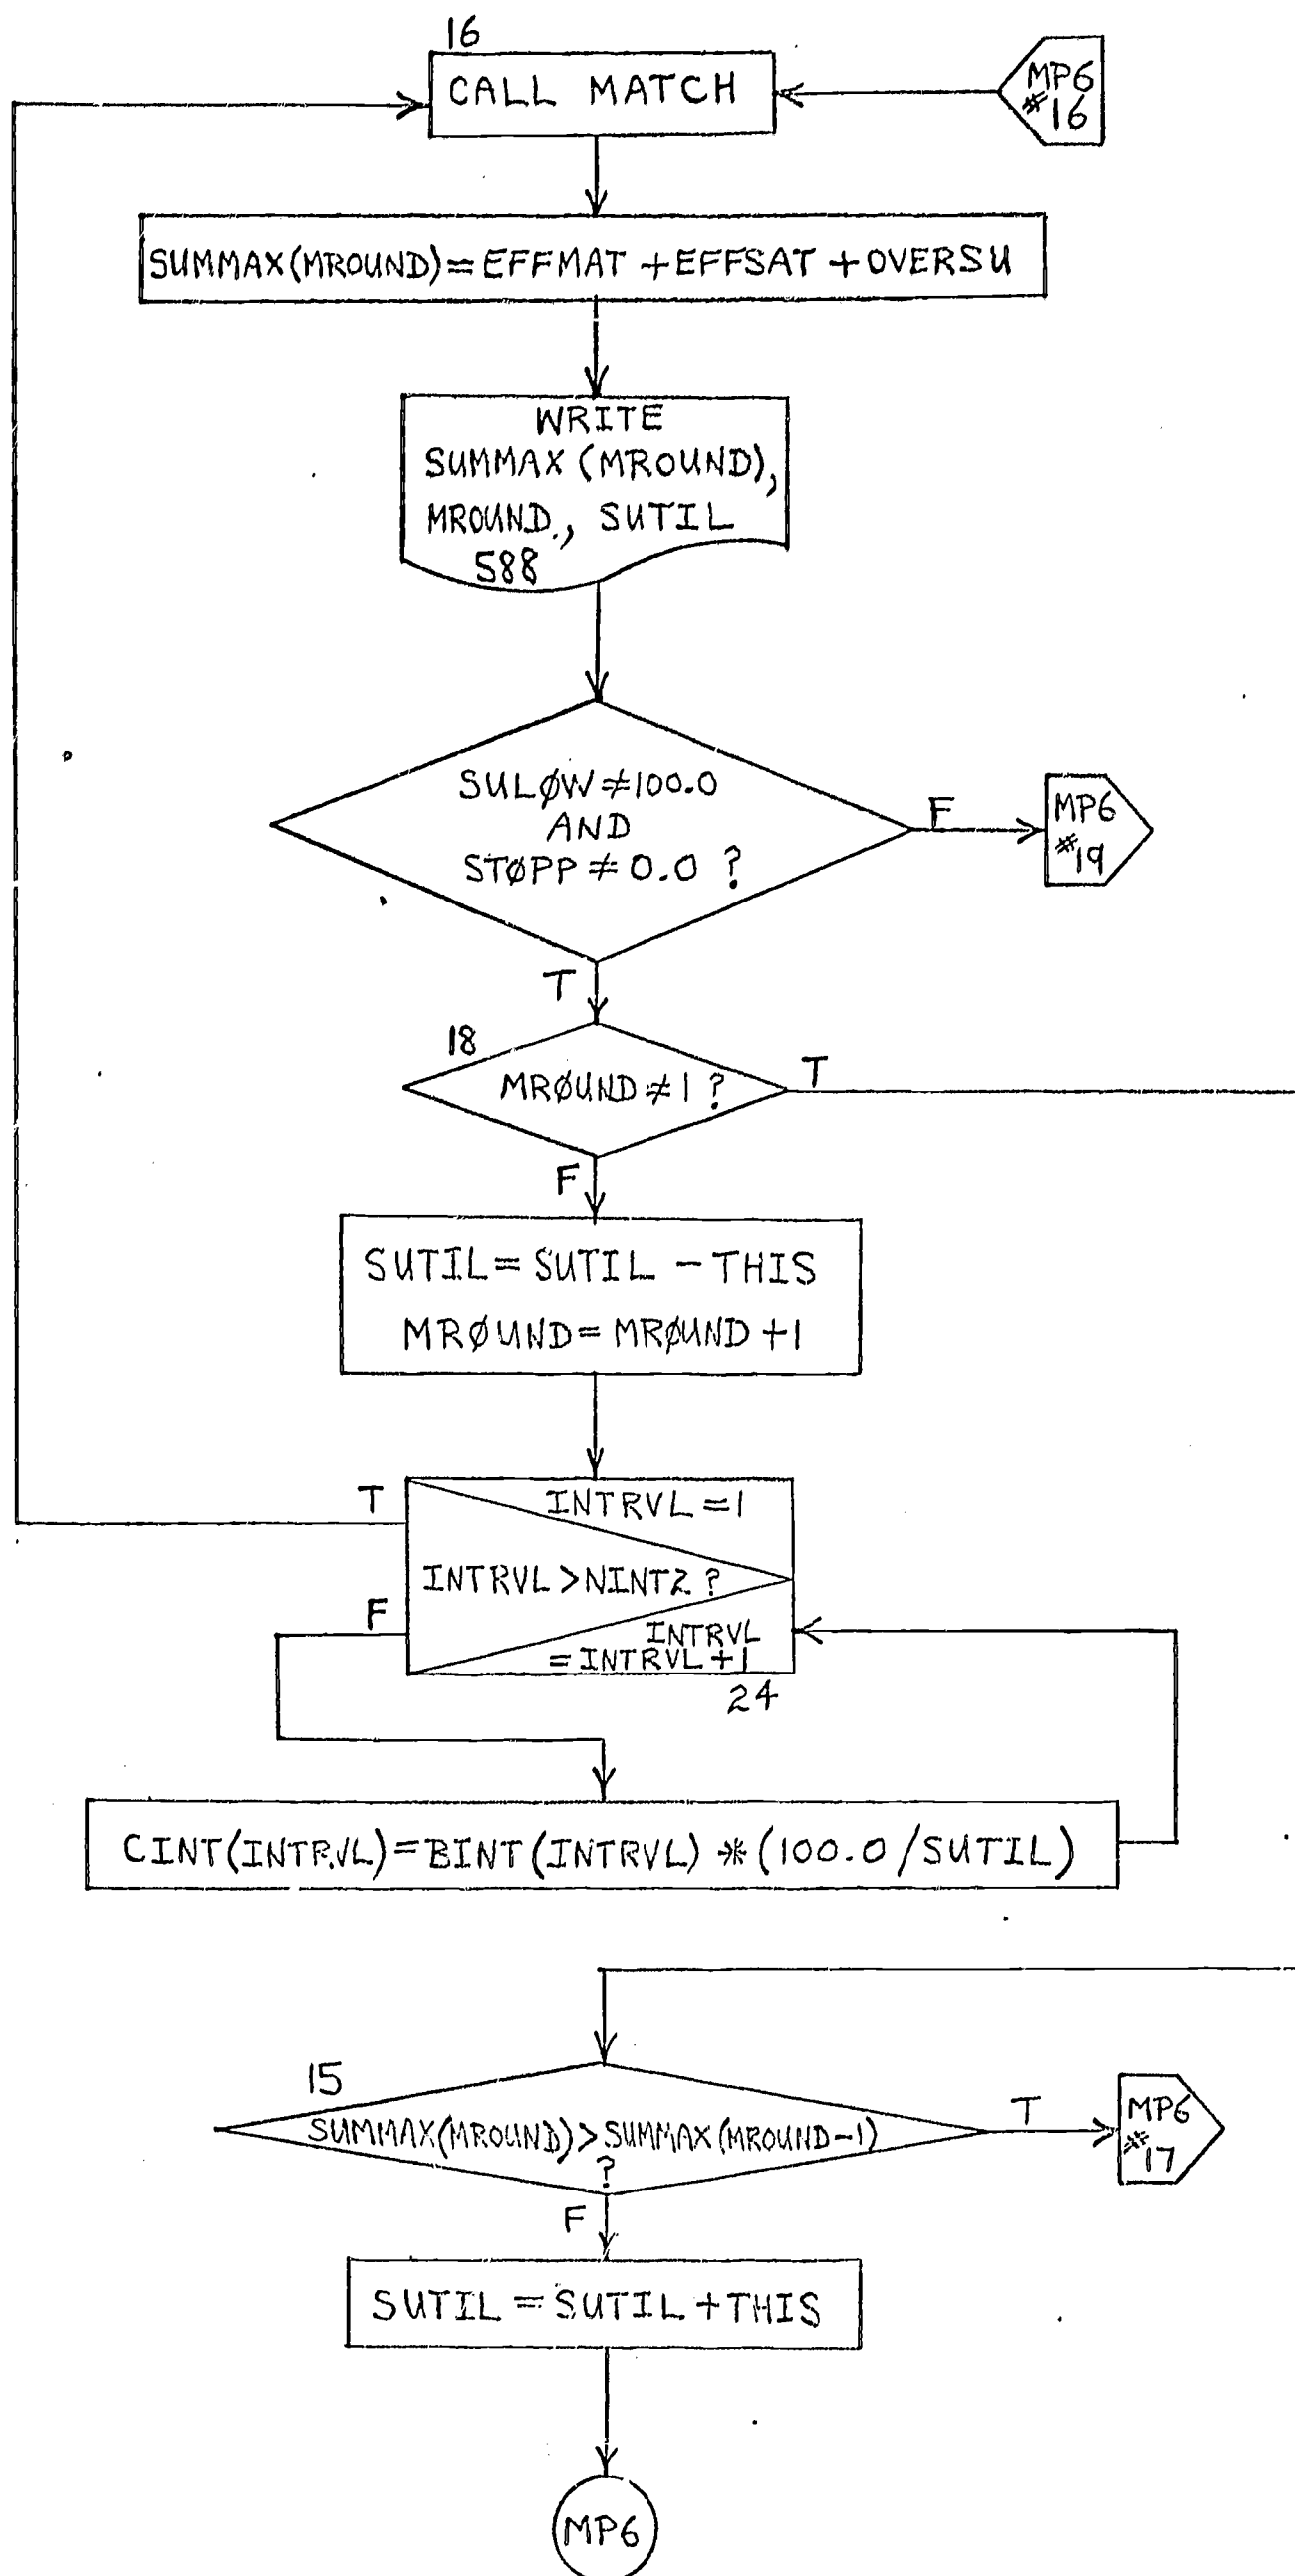 16
CALL MATCH
MP6
#16
SUMMAX(MROUND)=EFFMAT+EFFSAT+OVERSU
WRITE
SUMMAX(MROUND),
MROUND., SUTIL
588
SULØW≠100.0
AND
STØPP≠0.0 ?
F
MP6
#19
T
18
MRØUND≠1 ?
T
F
SUTIL=SUTIL-THIS
MRØUND=MRØUND+1
T
INTRVL=1
INTRVL>NINT2 ?
F
INTRVL
=INTRVL+1
24
CINT(INTRVL)=BINT(INTRVL)*(100.0/SUTIL)
15
SUMMAX(MROUND)>SUMMAX(MROUND-1)
?
T
MP6
#17
F
SUTIL=SUTIL+THIS
MP6